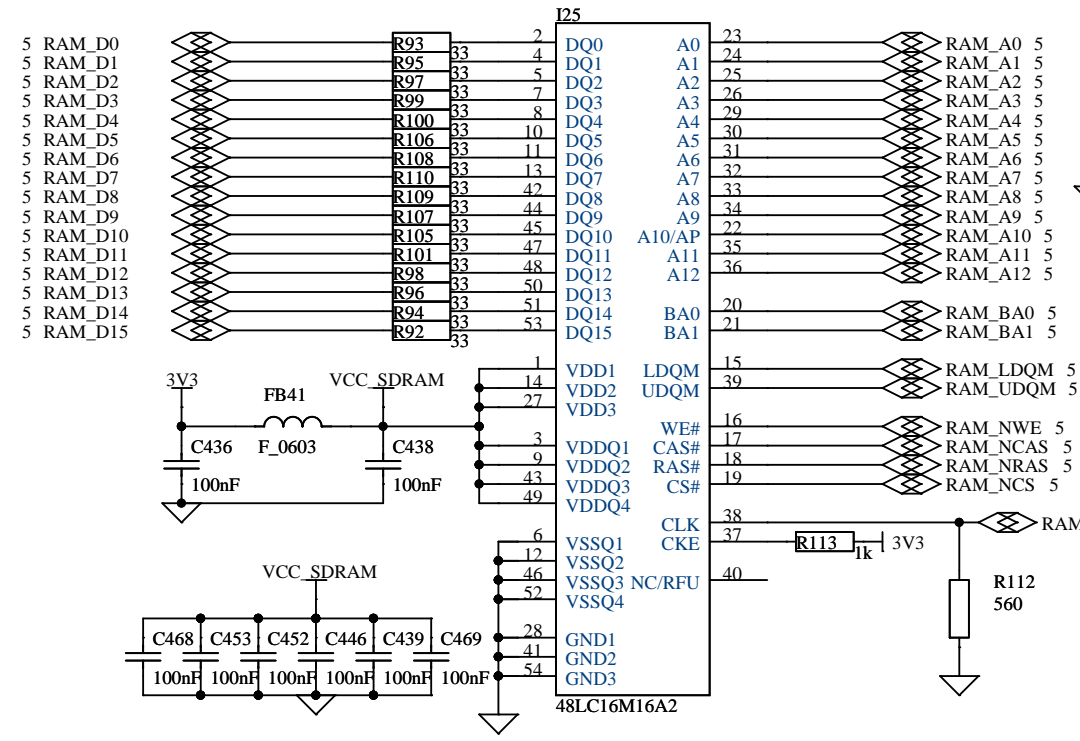 I25
5 RAM_D0 R93 33 2 DQ0 A0 23 RAM_A0 5
5 RAM_D1 R95 33 4 DQ1 A1 24 RAM_A1 5
5 RAM_D2 R97 33 5 DQ2 A2 25 RAM_A2 5
5 RAM_D3 R99 33 7 DQ3 A3 26 RAM_A3 5
5 RAM_D4 R100 33 8 DQ4 A4 29 RAM_A4 5
5 RAM_D5 R106 33 10 DQ5 A5 30 RAM_A5 5
5 RAM_D6 R108 33 11 DQ6 A6 31 RAM_A6 5
5 RAM_D7 R110 33 13 DQ7 A7 32 RAM_A7 5
5 RAM_D8 R109 33 42 DQ8 A8 33 RAM_A8 5
5 RAM_D9 R107 33 44 DQ9 A9 34 RAM_A9 5
5 RAM_D10 R105 33 45 DQ10 A10/AP 22 RAM_A10 5
5 RAM_D11 R101 33 47 DQ11 A11 35 RAM_A11 5
5 RAM_D12 R98 33 48 DQ12 A12 36 RAM_A12 5
5 RAM_D13 R96 33 50 DQ13
5 RAM_D14 R94 33 51 DQ14 BA0 20 RAM_BA0 5
5 RAM_D15 R92 33 53 DQ15 BA1 21 RAM_BA1 5
1 VDD1 LDQM 15 RAM_LDQM 5
3V3 VCC_SDRAM 14 VDD2 UDQM 39 RAM_UDQM 5
FB41 27 VDD3
WE# 16 RAM_NWE 5
C436 F_0603 C438 3 VDDQ1 CAS# 17 RAM_NCAS 5
9 VDDQ2 RAS# 18 RAM_NRAS 5
100nF 100nF 43 VDDQ3 CS# 19 RAM_NCS 5
49 VDDQ4
CLK 38 RAM
6 VSSQ1 CKE 37 R113 1k 3V3
12 VSSQ2
VCC_SDRAM 46 VSSQ3 NC/RFU 40 R112
52 VSSQ4 560
C468 C453 C452 C446 C439 C469 28 GND1
41 GND2
100nF 100nF 100nF 100nF 100nF 100nF 54 GND3
48LC16M16A2